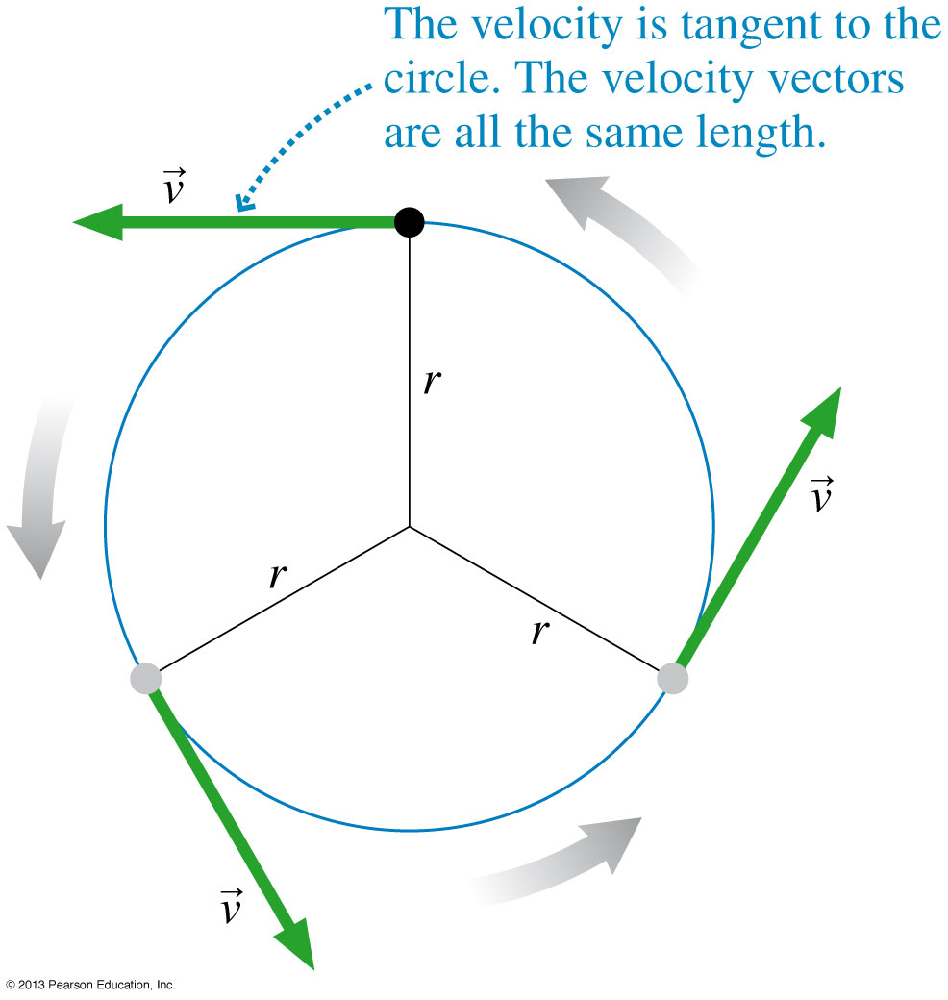 The velocity is tangent to the
circle. The velocity vectors
are all the same length.
v⃗
r
v⃗
r
r
v⃗
© 2013 Pearson Education, Inc.